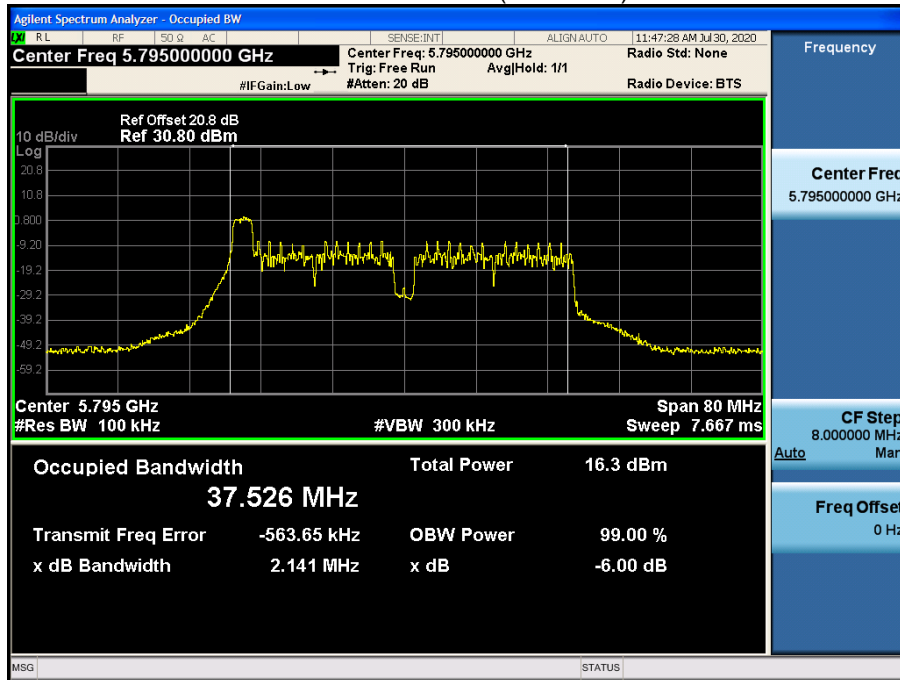 Agilent Spectrum Analyzer - Occupied BW
LXI RL RF 50 Ω AC SENSE:INT ALIGN AUTO 11:47:28 AM Jul 30, 2020
Center Freq 5.795000000 GHz
Center Freq: 5.795000000 GHz
Radio Std: None
Trig: Free Run Avg|Hold: 1/1
#IFGain:Low
#Atten: 20 dB
Radio Device: BTS
Frequency
Ref Offset 20.8 dB
10 dB/div Ref 30.80 dBm
Log
20.8
10.8
0.800
-9.20
-19.2
-29.2
-39.2
-49.2
-59.2
Center 5.795 GHz Span 80 MHz
#Res BW 100 kHz #VBW 300 kHz Sweep 7.667 ms
Center Freq
5.795000000 GHz
CF Step
8.000000 MHz
Auto Man
Freq Offset
0 Hz
Occupied Bandwidth Total Power 16.3 dBm
37.526 MHz
Transmit Freq Error -563.65 kHz OBW Power 99.00 %
x dB Bandwidth 2.141 MHz x dB -6.00 dB
MSG STATUS